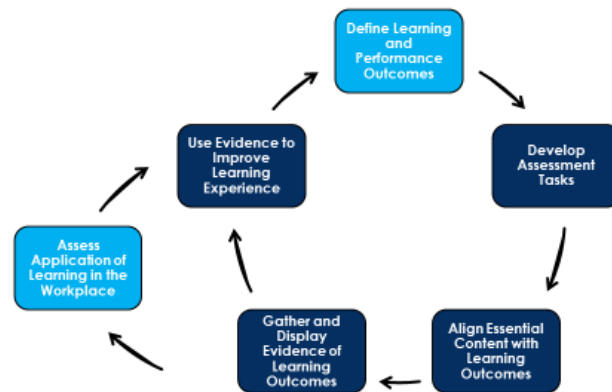 Define Learning
and
Performance
Outcomes
Use Evidence to
Improve
Learning
Experience
Develop
Assessment
Tasks
Assess
Application of
Learning in the
Workplace
Gather and
Display
Evidence of
Learning
Outcomes
Align Essential
Content with
Learning
Outcomes